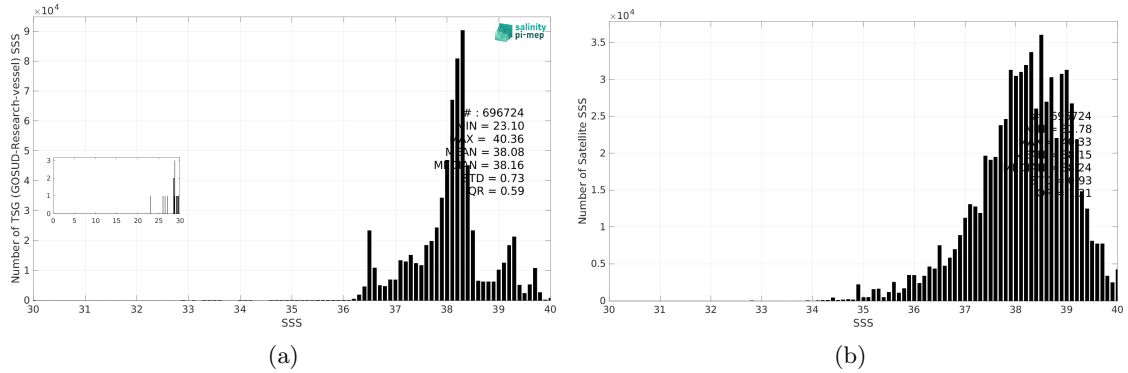 ×10⁴
9
8
7
6
5
4
3
2
1
0
Number of TSG (GOSUD-Research-vessel) SSS
salinity
pi-mep
# : 696724
MIN = 23.10
MAX = 40.36
MEAN = 38.08
MEDIAN = 38.16
STD = 0.73
IQR = 0.59
3
2
1
0
0 5 10 15 20 25 30
30 31 32 33 34 35 36 37 38 39 40
SSS
(a)
×10⁴
3.5
3
2.5
2
1.5
1
0.5
0
Number of Satellite SSS
30 31 32 33 34 35 36 37 38 39 40
SSS
(b)